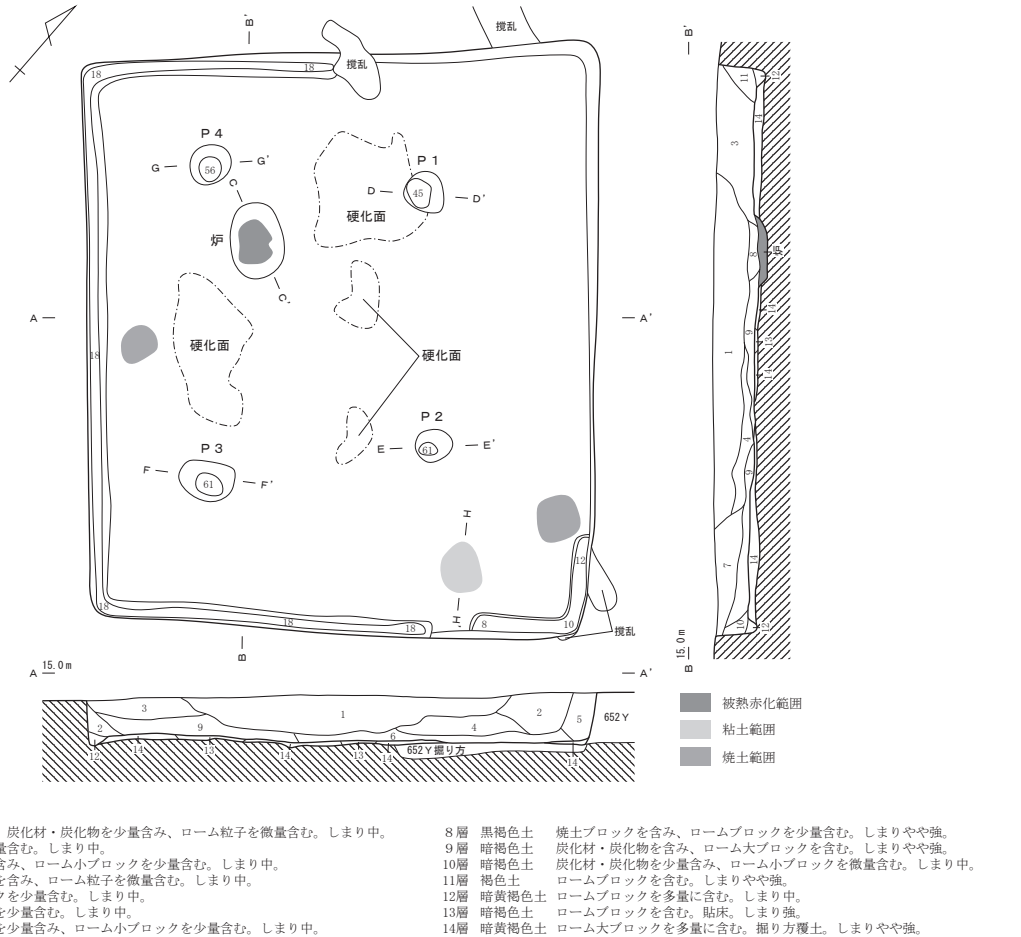 B'
攪乱
攪乱
18
18
P 4
G
56
G'
C
P 1
D
45
D'
硬化面
炉
C'
A
A'
硬化面
18
硬化面
P 2
E
61
E'
P 3
F
61
F'
H
12
18
18
18
H'
8
10
攪乱
B
B'
11
12
14
3
8
炉
14
9
13
1
14
4
9
7
14
10
12
15.0m
B
A 15.0m
A'
3
1
2
2
9
4
5
652Y
6
12
14
13
14
13
14
652Y掘り方
14
被熱赤化範囲
粘土範囲
焼土範囲
炭化材・炭化物を少量含み、ローム粒子を微量含む。しまり中。
量含む。しまり中。
含み、ローム小ブロックを少量含む。しまり中。
を含み、ローム粒子を微量含む。しまり中。
クを少量含む。しまり中。
を少量含む。しまり中。
を少量含み、ローム小ブロックを少量含む。しまり中。
8層 黒褐色土 焼土ブロックを含み、ロームブロックを少量含む。しまりやや強。
9層 暗褐色土 炭化材・炭化物を含み、ローム大ブロックを含む。しまりやや強。
10層 暗褐色土 炭化材・炭化物を少量含み、ローム小ブロックを微量含む。しまり中。
11層 褐色土 ロームブロックを含む。しまりやや強。
12層 暗黄褐色土 ロームブロックを多量に含む。しまり中。
13層 暗褐色土 ロームブロックを含む。貼床。しまり強。
14層 暗黄褐色土 ローム大ブロックを多量に含む。掘り方覆土。しまりやや強。